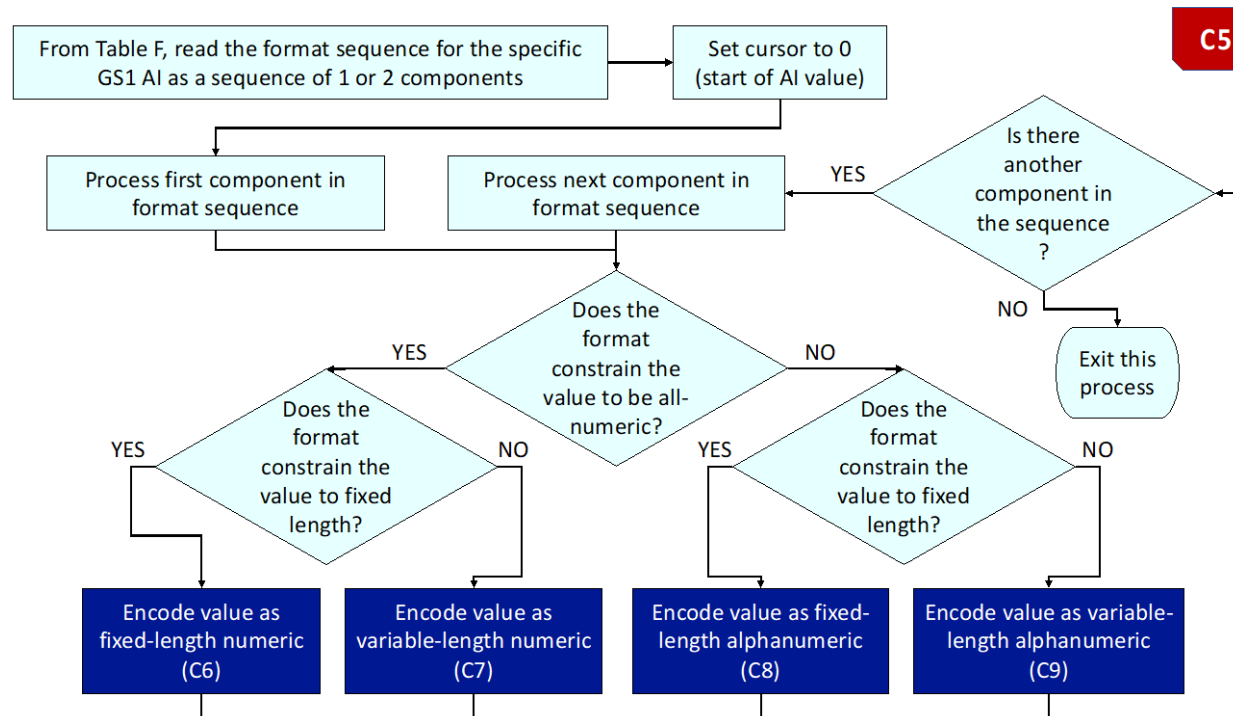 From Table F, read the format sequence for the specific
GS1 AI as a sequence of 1 or 2 components
Set cursor to 0
(start of AI value)
C5
Process first component in
format sequence
Process next component in
format sequence
YES
Is there
another
component in
the sequence
?
NO
Exit this
process
Does the
format
constrain the
value to be all-
numeric?
YES
NO
Does the
format
constrain the
value to fixed
length?
YES
NO
Does the
format
constrain the
value to fixed
length?
YES
NO
Encode value as
fixed-length numeric
(C6)
Encode value as
variable-length numeric
(C7)
Encode value as fixed-
length alphanumeric
(C8)
Encode value as variable-
length alphanumeric
(C9)